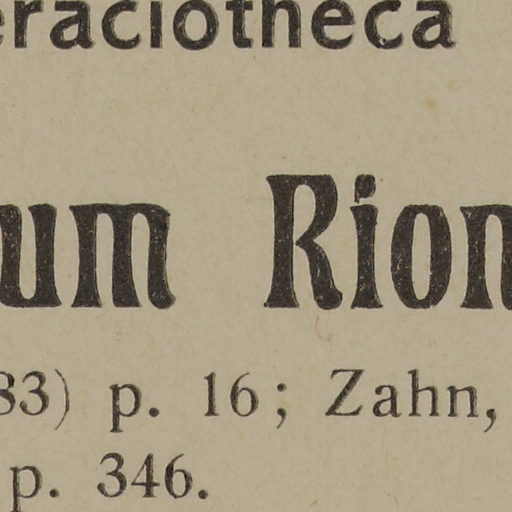 eraciotheca
um Rion
83) p. 16; Zahn,
p. 346.